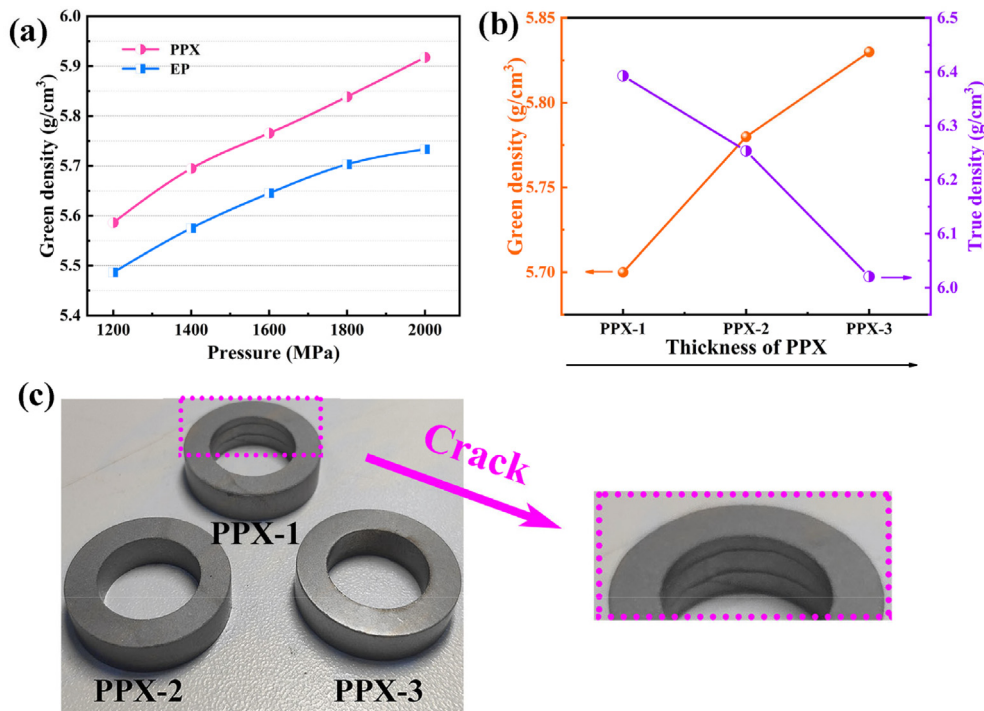 (a)
6.0
5.9
5.8
5.7
5.6
5.5
5.4
Green density (g/cm³)
PPX
EP
1200 1400 1600 1800 2000
Pressure (MPa)
(b)
5.85
5.80
5.75
5.70
Green density (g/cm³)
6.5
6.4
6.3
6.2
6.1
6.0
True density (g/cm³)
PPX-1 PPX-2 PPX-3
Thickness of PPX
(c)
Crack
PPX-1
PPX-2 PPX-3